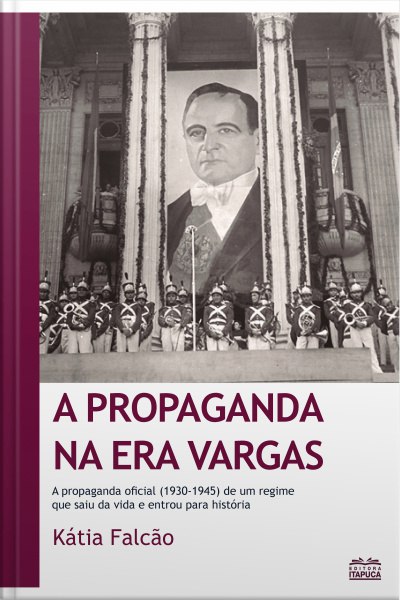 A PROPAGANDA
NA ERA VARGAS
A propaganda oficial (1930-1945) de um regime
que saiu da vida e entrou para história
Kátia Falcão
EDITORA
ITAPUCA